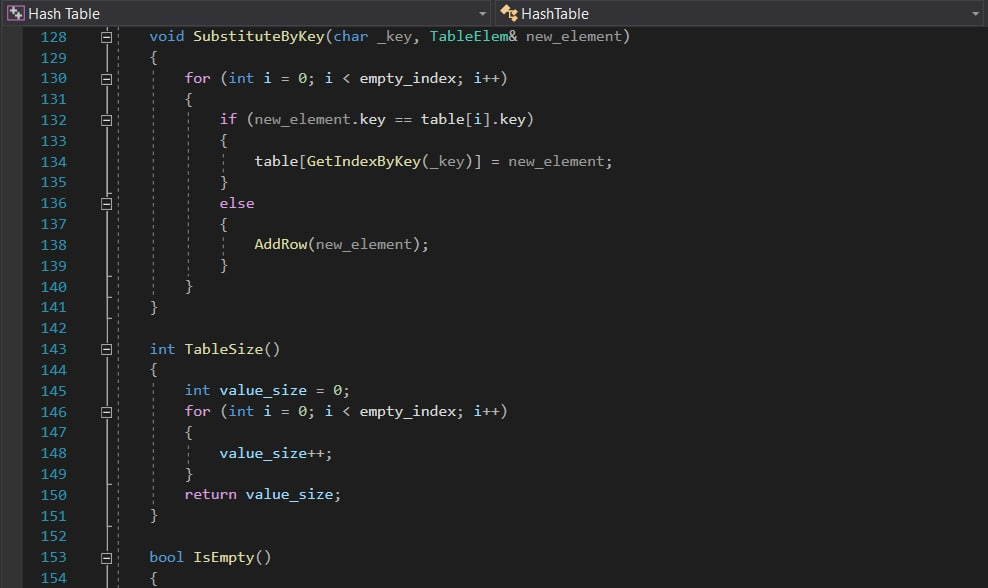 Hash Table HashTable
128 void SubstituteByKey(char _key, TableElem& new_element)
129 {
130 for (int i = 0; i < empty_index; i++)
131 {
132 if (new_element.key == table[i].key)
133 {
134 table[GetIndexByKey(_key)] = new_element;
135 }
136 else
137 {
138 AddRow(new_element);
139 }
140 }
141 }
142
143 int TableSize()
144 {
145 int value_size = 0;
146 for (int i = 0; i < empty_index; i++)
147 {
148 value_size++;
149 }
150 return value_size;
151 }
152
153 bool IsEmpty()
154 {